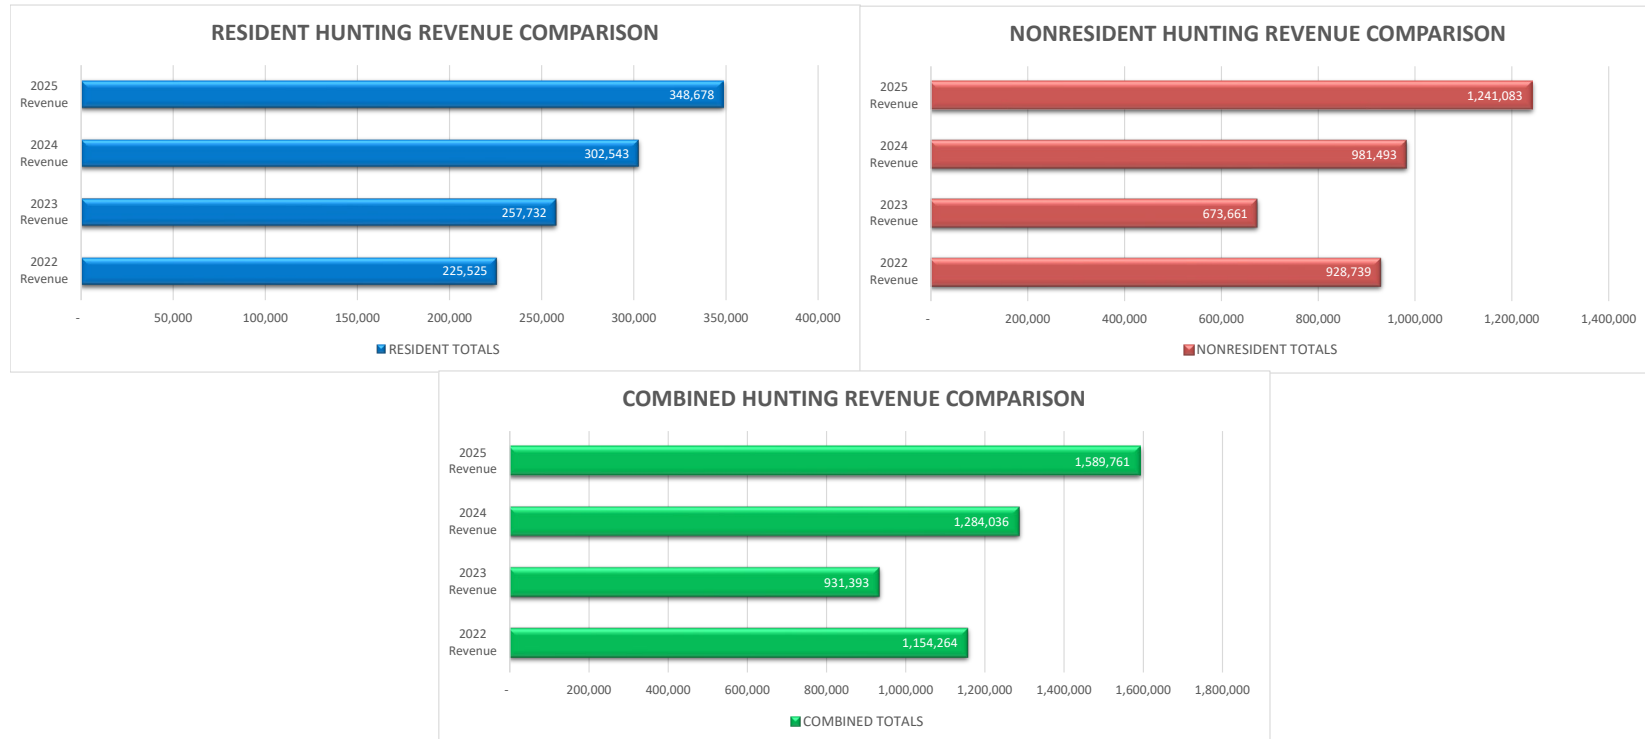 RESIDENT HUNTING REVENUE COMPARISON
2025
Revenue
348,678
2024
Revenue
302,543
2023
Revenue
257,732
2022
Revenue
225,525
- 50,000 100,000 150,000 200,000 250,000 300,000 350,000 400,000
RESIDENT TOTALS
NONRESIDENT HUNTING REVENUE COMPARISON
2025
Revenue
1,241,083
2024
Revenue
981,493
2023
Revenue
673,661
2022
Revenue
928,739
- 200,000 400,000 600,000 800,000 1,000,000 1,200,000 1,400,000
NONRESIDENT TOTALS
COMBINED HUNTING REVENUE COMPARISON
2025
Revenue
1,589,761
2024
Revenue
1,284,036
2023
Revenue
931,393
2022
Revenue
1,154,264
- 200,000 400,000 600,000 800,000 1,000,000 1,200,000 1,400,000 1,600,000 1,800,000
COMBINED TOTALS